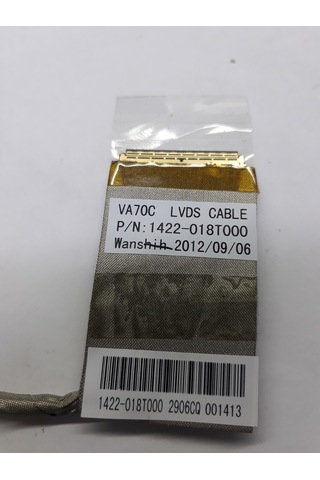 VA70C LVDS CABLE
P/N:1422-018T000
Wanshih 2012/09/06
1422-018T000 2906CQ 001413